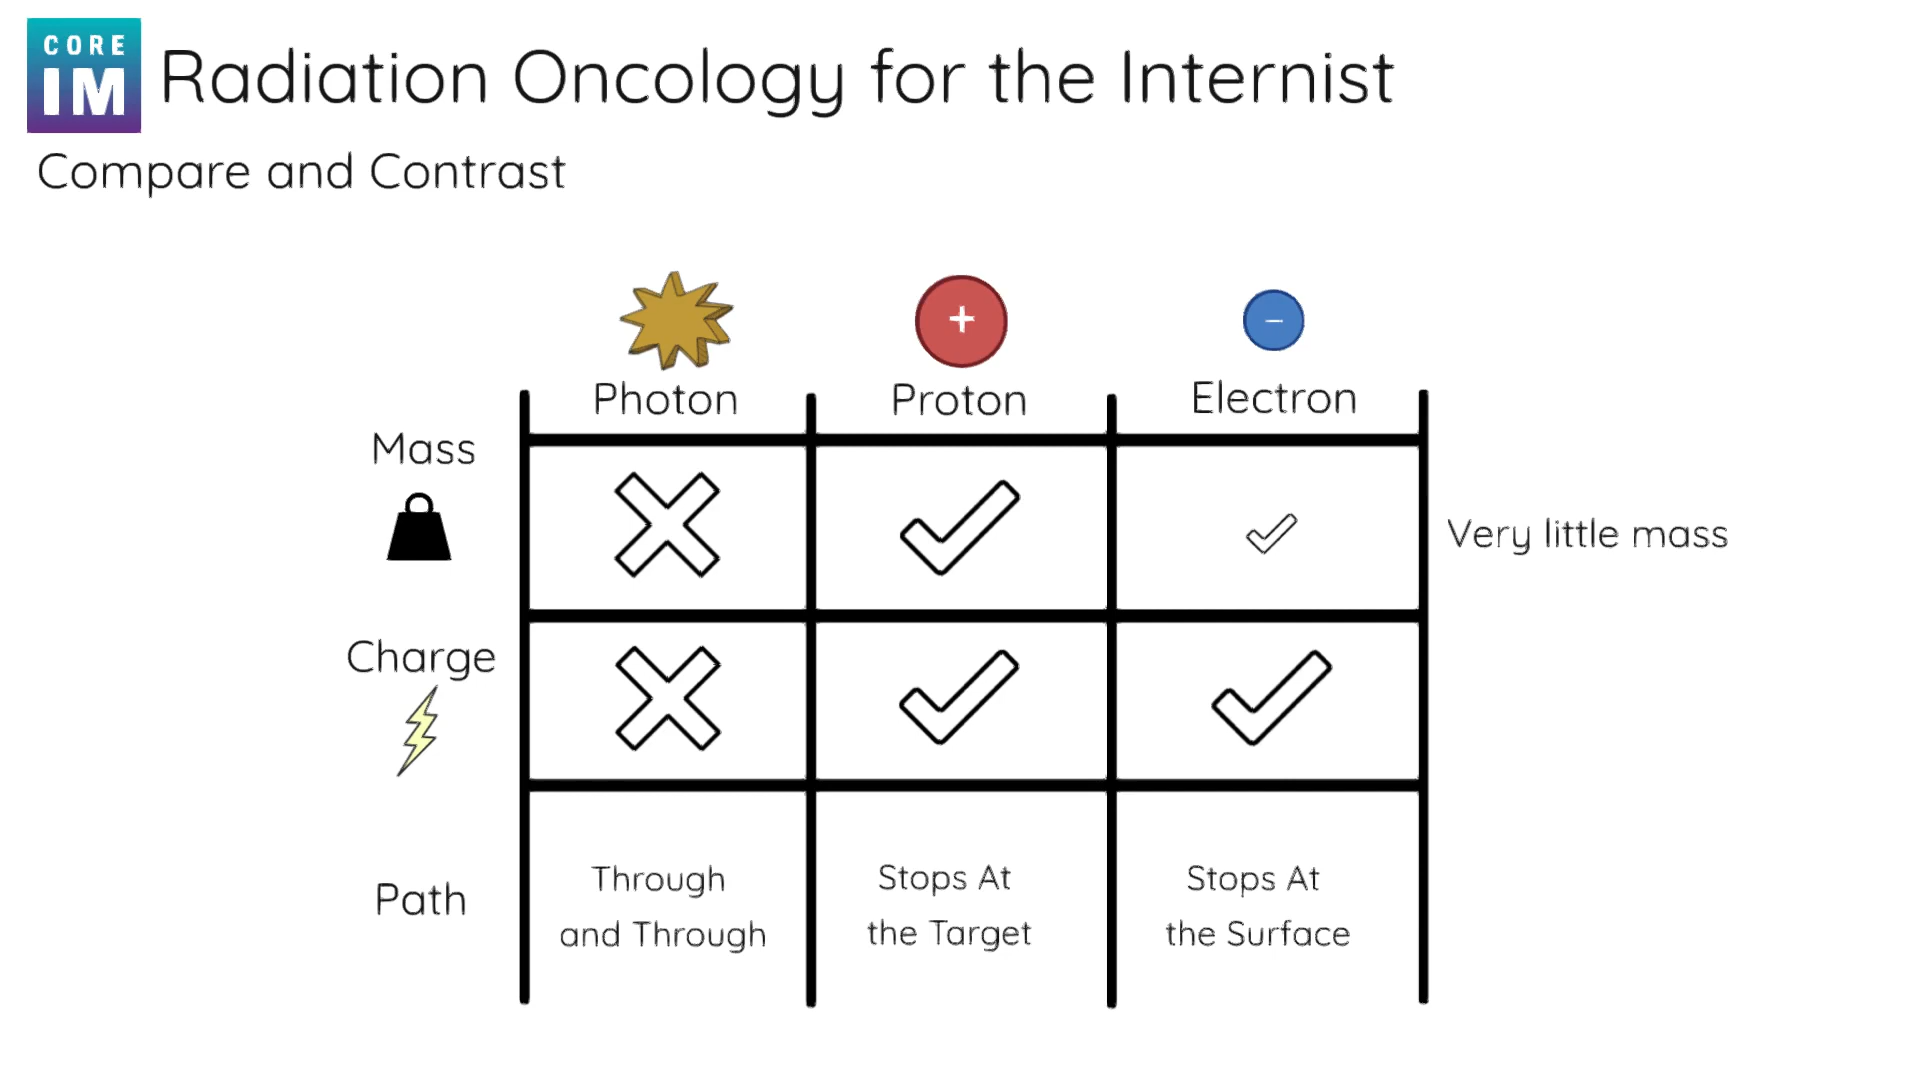 CORE
IM
Radiation Oncology for the Internist
Compare and Contrast
+
−
Photon
Proton
Electron
Mass
Very little mass
Charge
Path
Through
and Through
Stops At
the Target
Stops At
the Surface